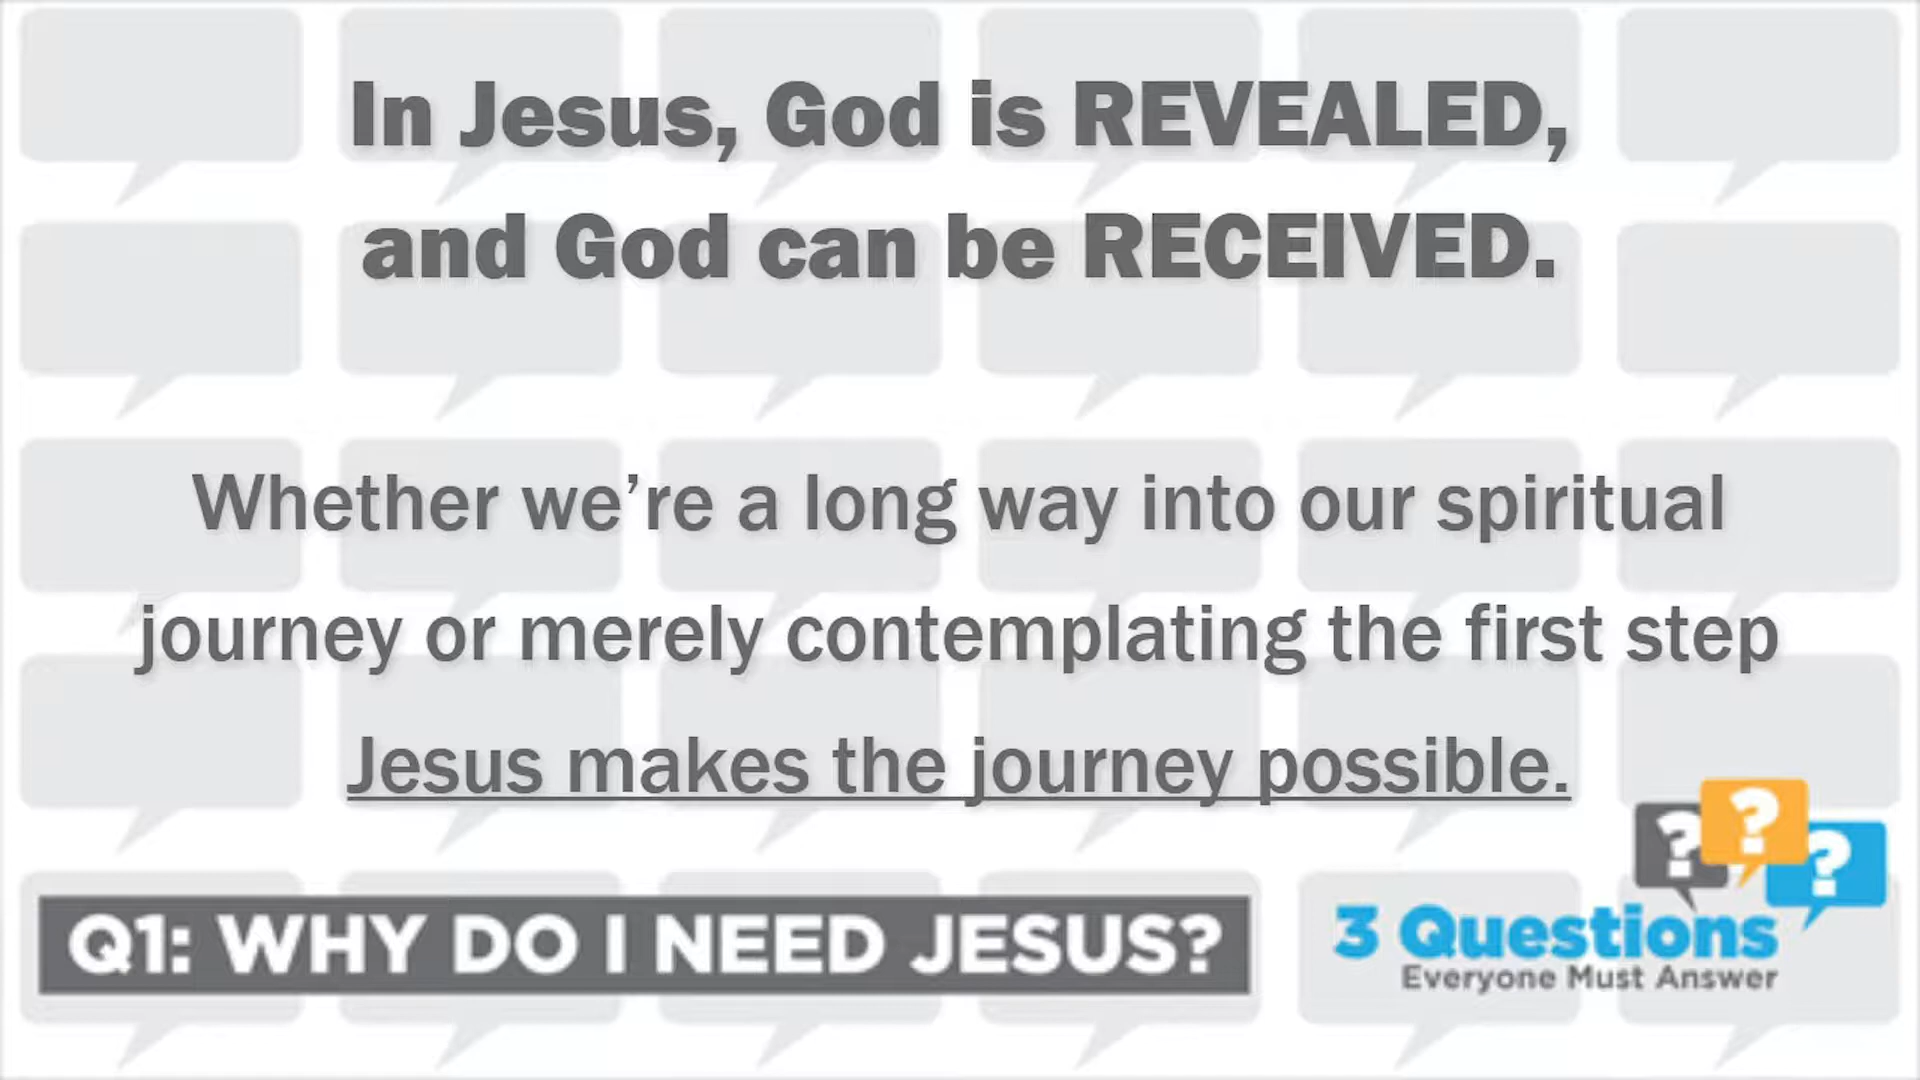 In Jesus, God is REVEALED,
and God can be RECEIVED.
Whether we’re a long way into our spiritual
journey or merely contemplating the first step
Jesus makes the journey possible.
? ? ?
Q1: WHY DO I NEED JESUS?
3 Questions
Everyone Must Answer